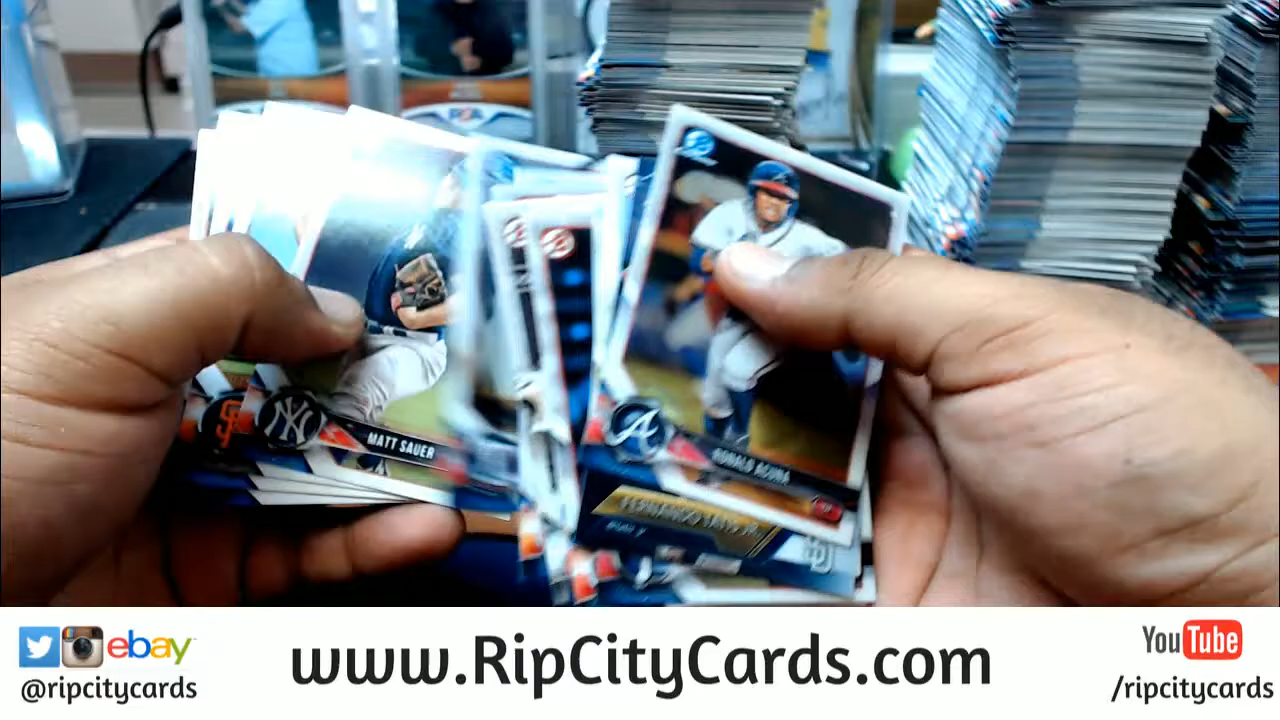 MATT SAUER
RONALD ACUNA
FERNANDO TATIS JR.
ebay
@ripcitycards
www.RipCityCards.com
You Tube
/ripcitycards